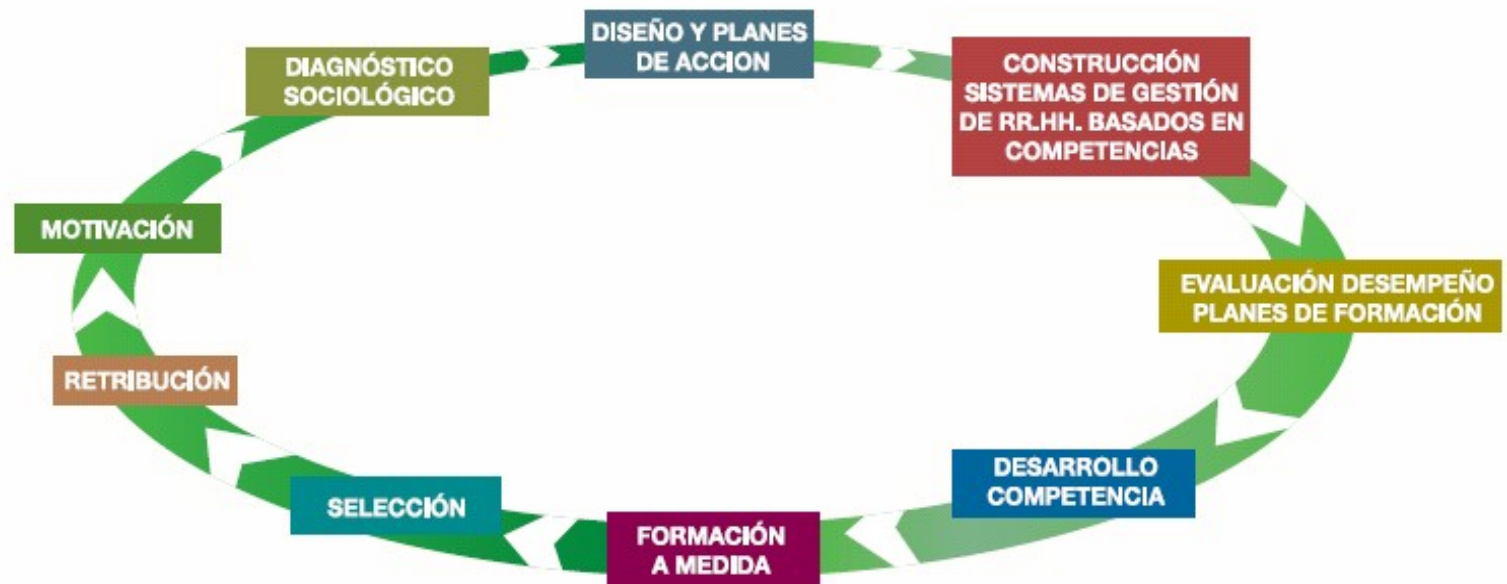 DISEÑO Y PLANES
DE ACCION
DIAGNÓSTICO
SOCIOLÓGICO
CONSTRUCCIÓN
SISTEMAS DE GESTIÓN
DE RR.HH. BASADOS EN
COMPETENCIAS
MOTIVACIÓN
EVALUACIÓN DESEMPEÑO
PLANES DE FORMACIÓN
RETRIBUCIÓN
DESARROLLO
COMPETENCIA
SELECCIÓN
FORMACIÓN
A MEDIDA